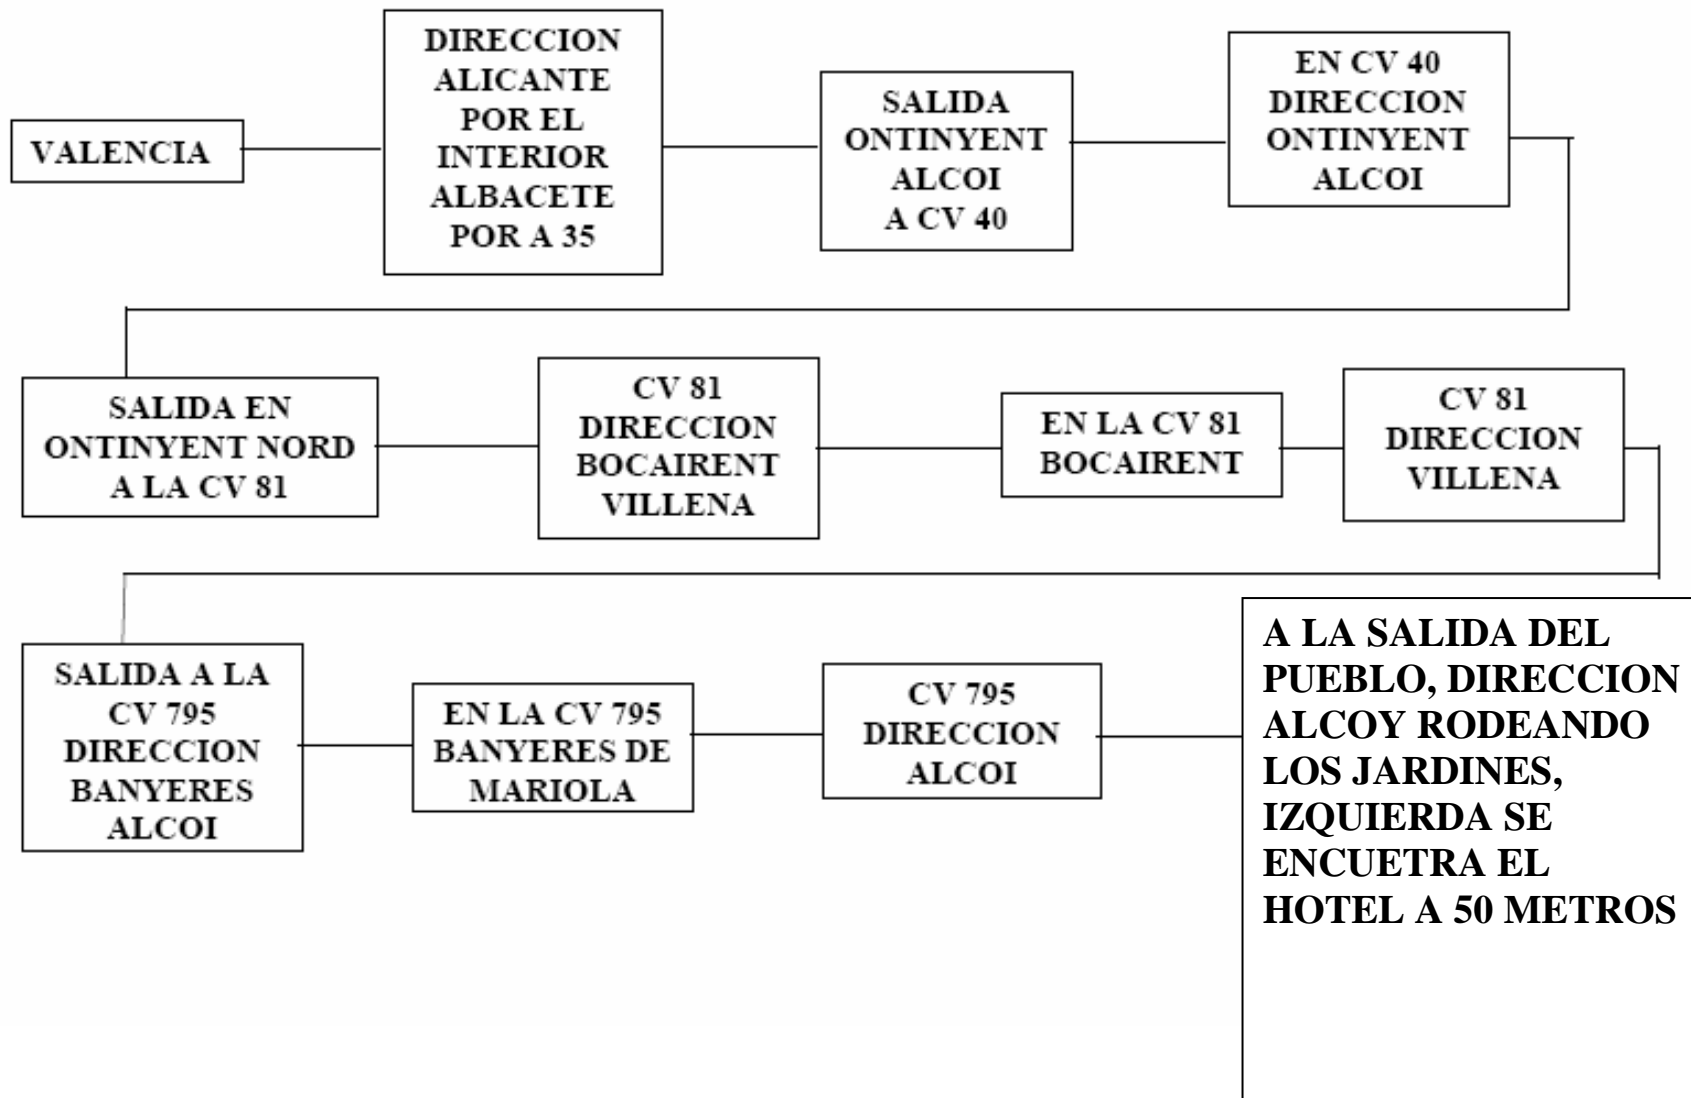 VALENCIA
DIRECCION
ALICANTE
POR EL
INTERIOR
ALBACETE
POR A 35
SALIDA
ONTINYENT
ALCOI
A CV 40
EN CV 40
DIRECCION
ONTINYENT
ALCOI
SALIDA EN
ONTINYENT NORD
A LA CV 81
CV 81
DIRECCION
BOCAIRENT
VILLENA
EN LA CV 81
BOCAIRENT
CV 81
DIRECCION
VILLENA
SALIDA A LA
CV 795
DIRECCION
BANYERES
ALCOI
EN LA CV 795
BANYERES DE
MARIOLA
CV 795
DIRECCION
ALCOI
A LA SALIDA DEL
PUEBLO, DIRECCION
ALCOY RODEANDO
LOS JARDINES,
IZQUIERDA SE
ENCUETRA EL
HOTEL A 50 METROS